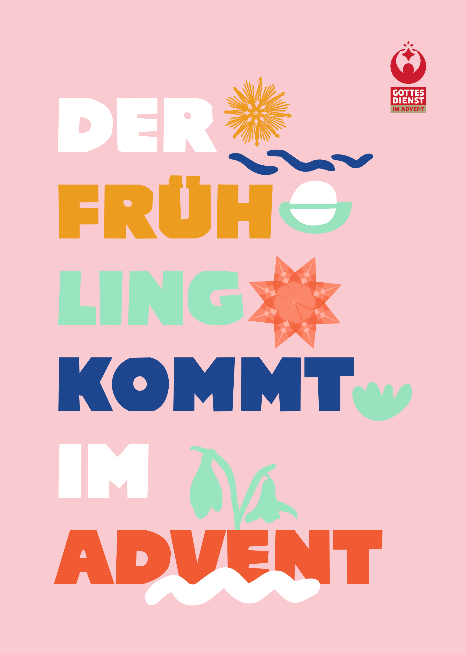 GOTTES
DIENST
IM ADVENT
DER
FRÜH
LING
KOMMT
IM
ADVENT